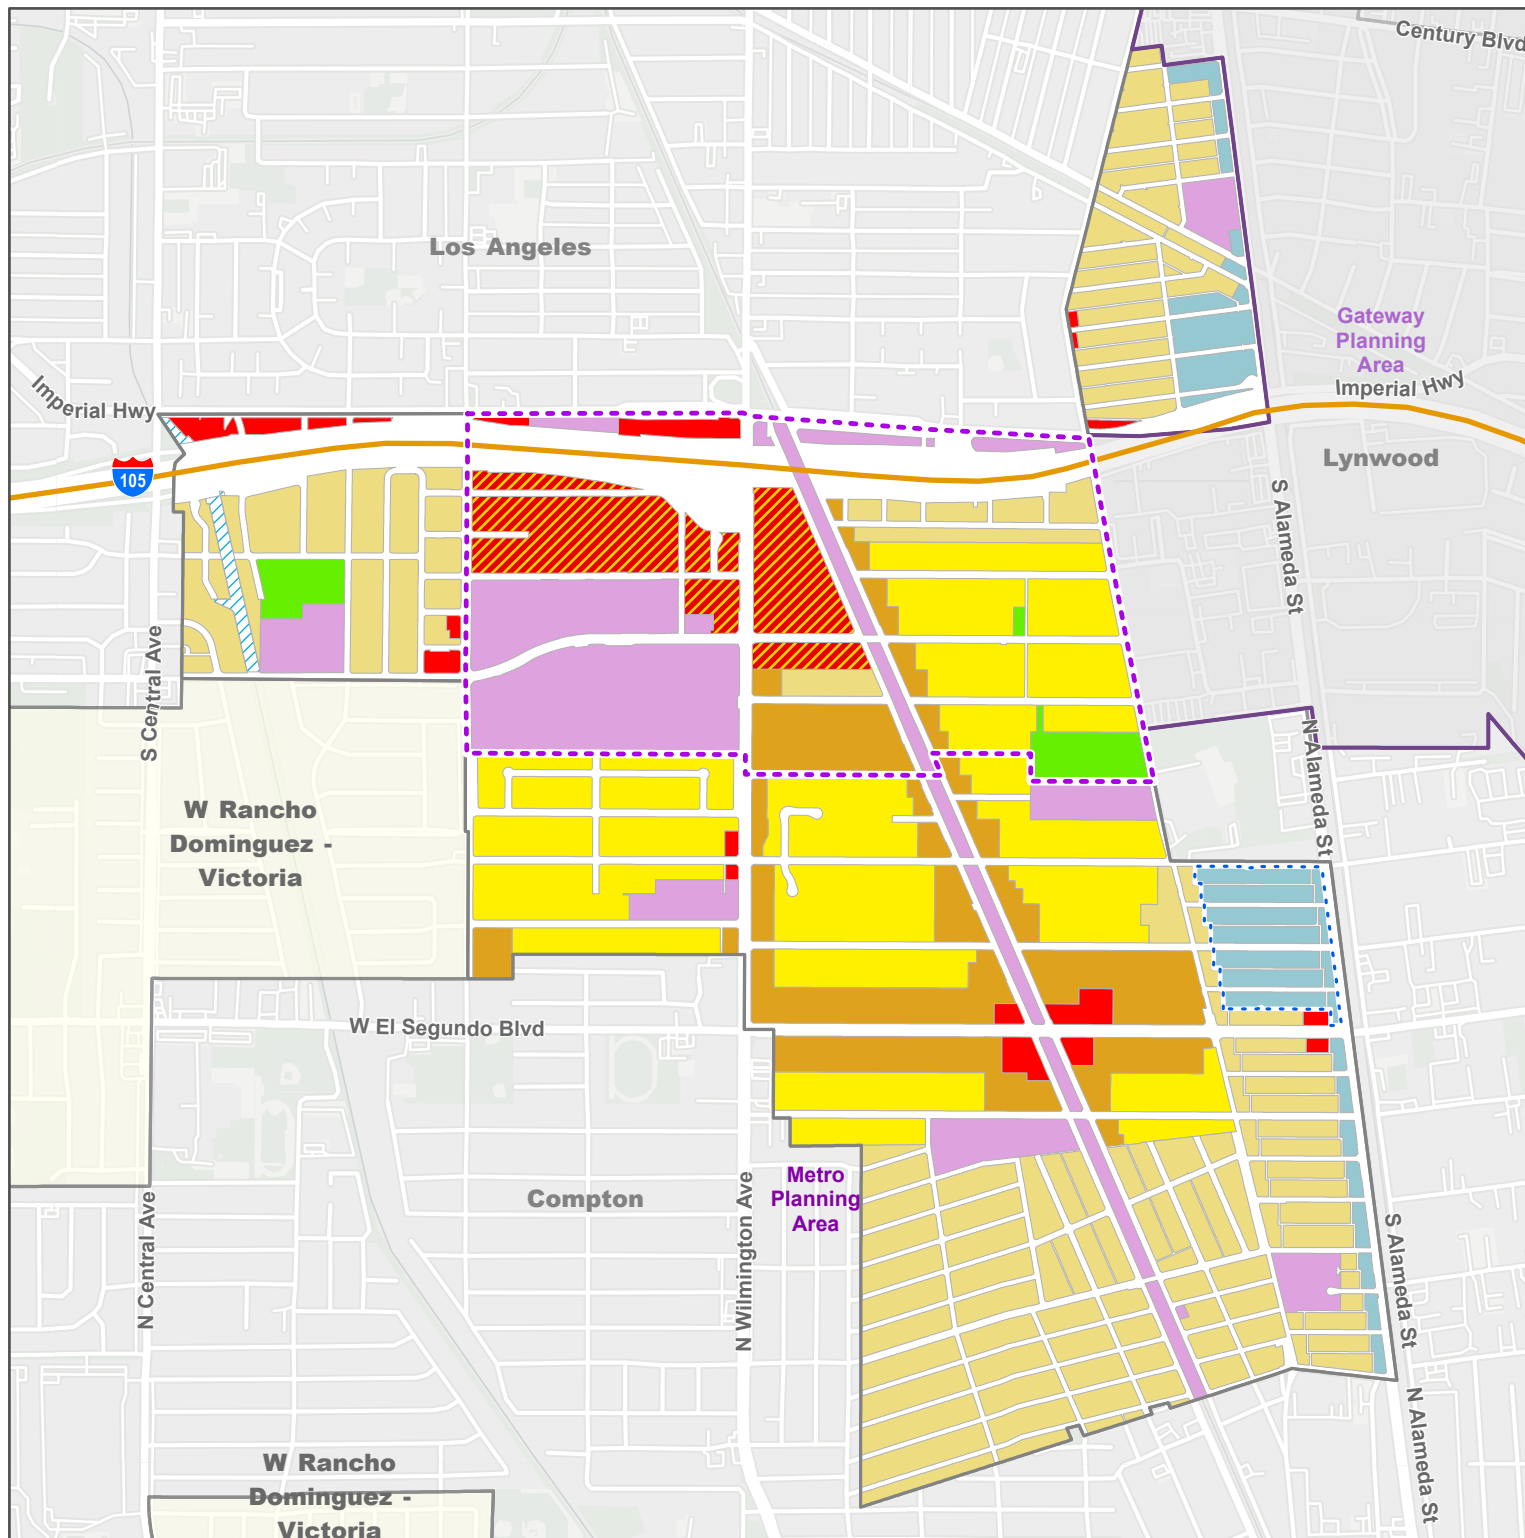 Century Blvd
Los Angeles
Gateway
Planning
Area
Imperial Hwy
Imperial Hwy
Lynwood
105
S Alameda St
S Central Ave
N Alameda St
W Rancho
Dominguez -
Victoria
W El Segundo Blvd
Metro
Planning
Area
Compton
N Central Ave
N Wilmington Ave
S Alameda St
N Alameda St
W Rancho
Dominguez -
Victoria